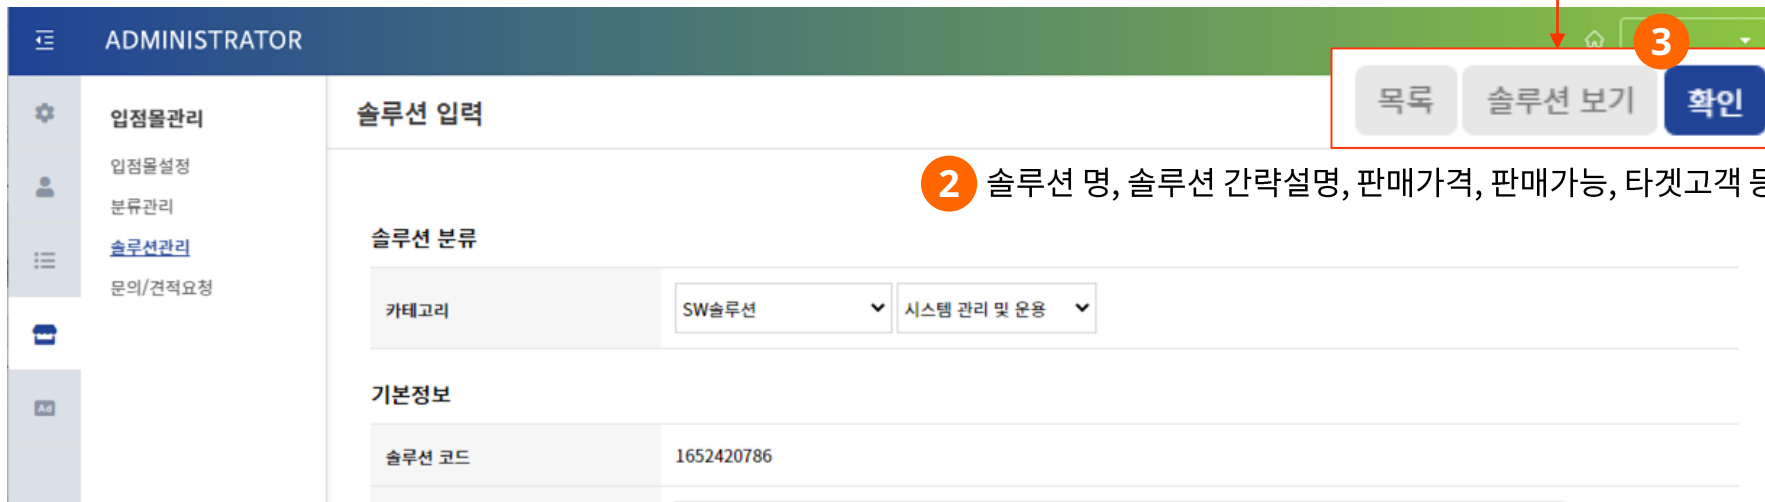 ADMINISTRATOR
3
목록 솔루션 보기 확인
입점몰관리
입점몰설정
분류관리
솔루션관리
문의/견적요청
솔루션 입력
2 솔루션 명, 솔루션 간략설명, 판매가격, 판매가능, 타겟고객 등
솔루션 분류
카테고리 SW솔루션 시스템 관리 및 운용
기본정보
솔루션 코드 1652420786
Ad